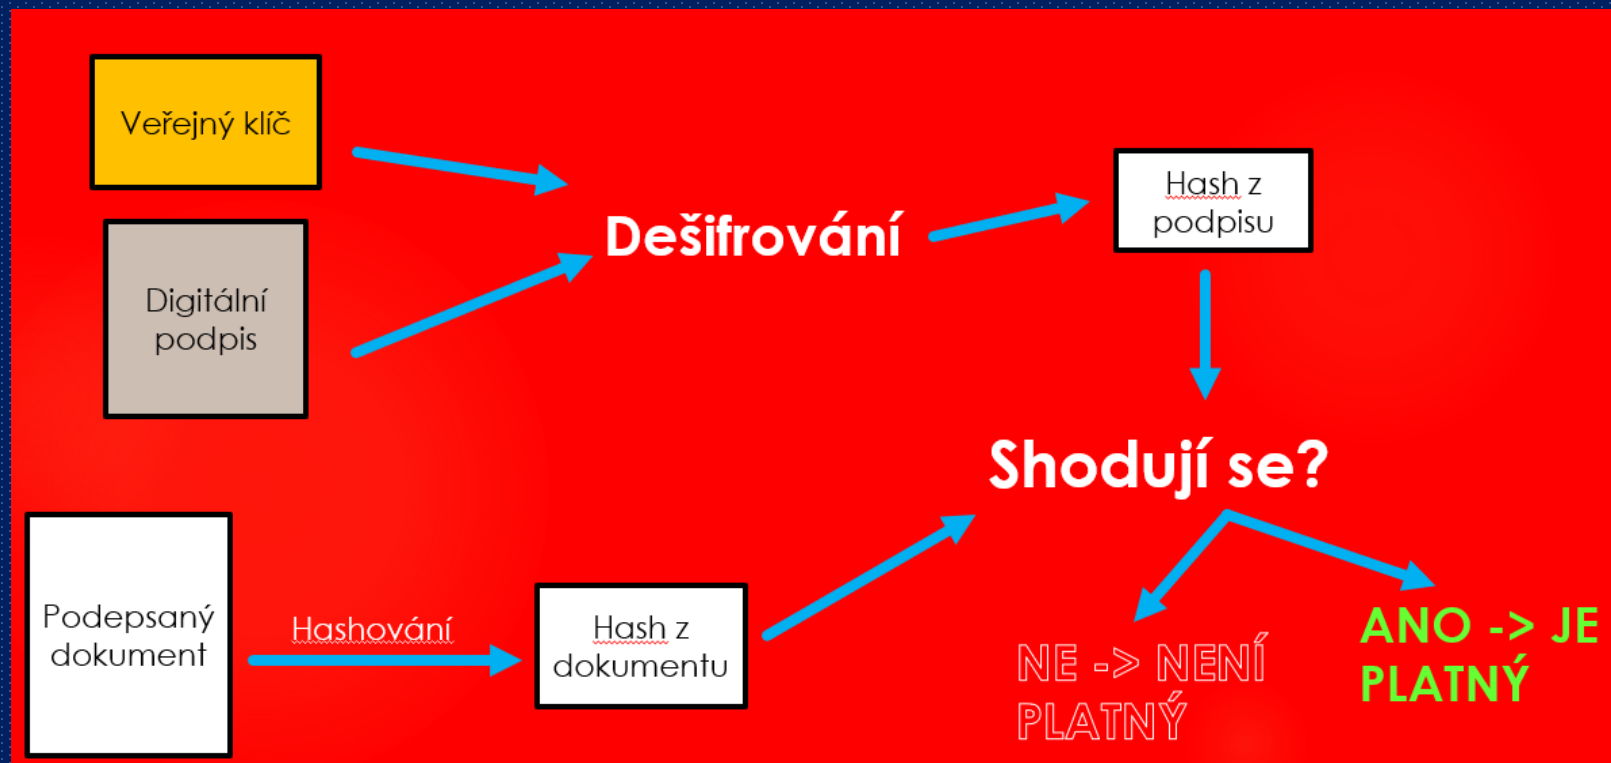 Veřejný klíč
Digitální
podpis
Dešifrování
Hash z
podpisu
Shodují se?
Podepsaný
dokument
Hashování
Hash z
dokumentu
NE -> NENÍ
PLATNÝ
ANO -> JE
PLATNÝ